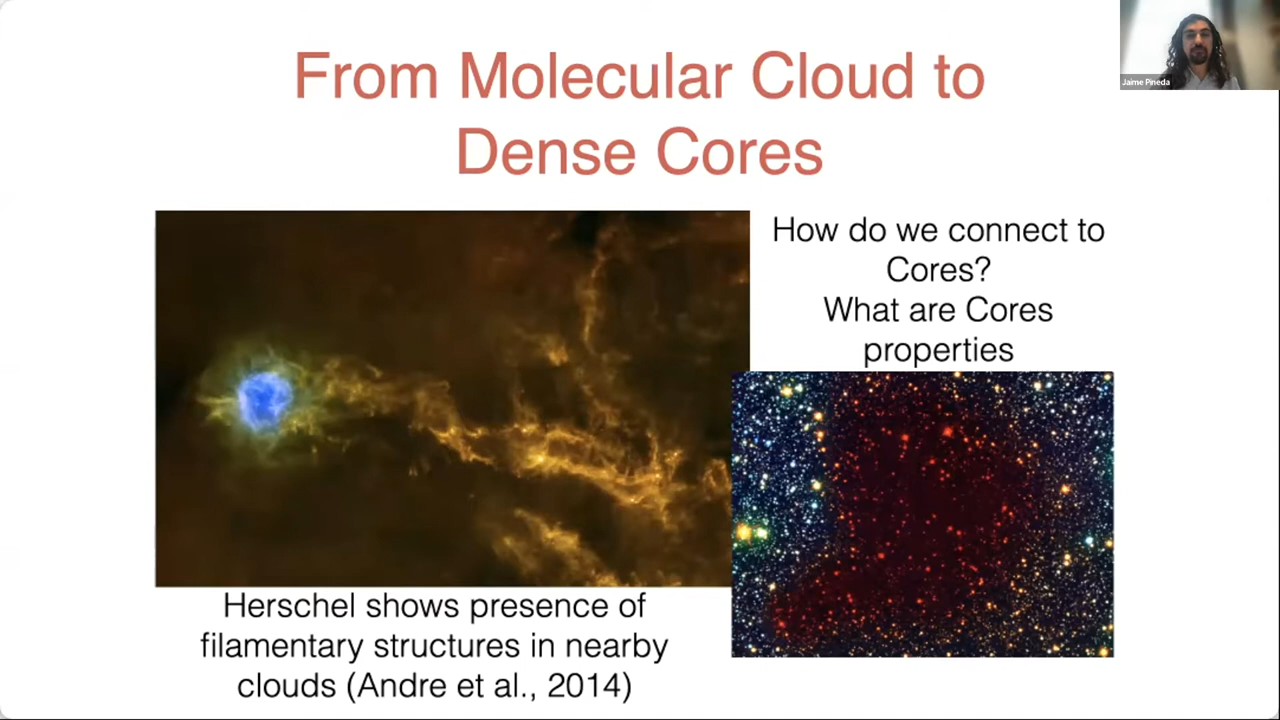 From Molecular Cloud to
Dense Cores
Jaime Pineda
How do we connect to
Cores?
What are Cores
properties
Herschel shows presence of
filamentary structures in nearby
clouds (Andre et al., 2014)